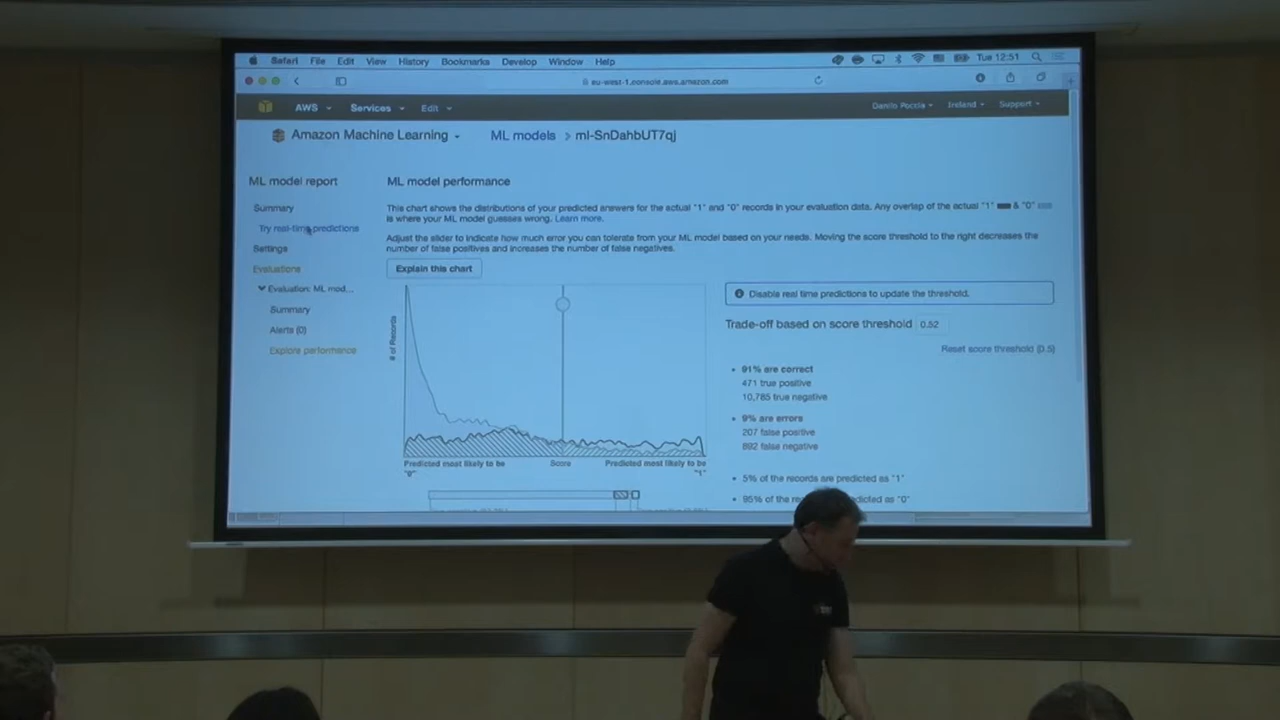 Safari File Edit View History Bookmarks Develop Window Help Tue 12:51
eu-west-1.console.aws.amazon.com
AWS Services Edit Danilo Poccia Ireland Support
Amazon Machine Learning ML models > ml-SnDahbUT7qj
ML model report
Summary
Try real-time predictions
Settings
Evaluations
Evaluation: ML mod...
Summary
Alerts (0)
Explore performance
ML model performance
This chart shows the distributions of your predicted answers for the actual "1" and "0" records in your evaluation data. Any overlap of the actual "1" & "0"
is where your ML model guesses wrong. Learn more.
Adjust the slider to indicate how much error you can tolerate from your ML model based on your needs. Moving the score threshold to the right decreases the
number of false positives and increases the number of false negatives.
Explain this chart
# of Records
Predicted most likely to be "0"
Score
Predicted most likely to be "1"
Disable real time predictions to update the threshold.
Trade-off based on score threshold 0.52
Reset score threshold (0.5)
• 91% are correct
471 true positive
10,785 true negative
• 9% are errors
207 false positive
892 false negative
• 5% of the records are predicted as "1"
• 95% of the predicted as "0"